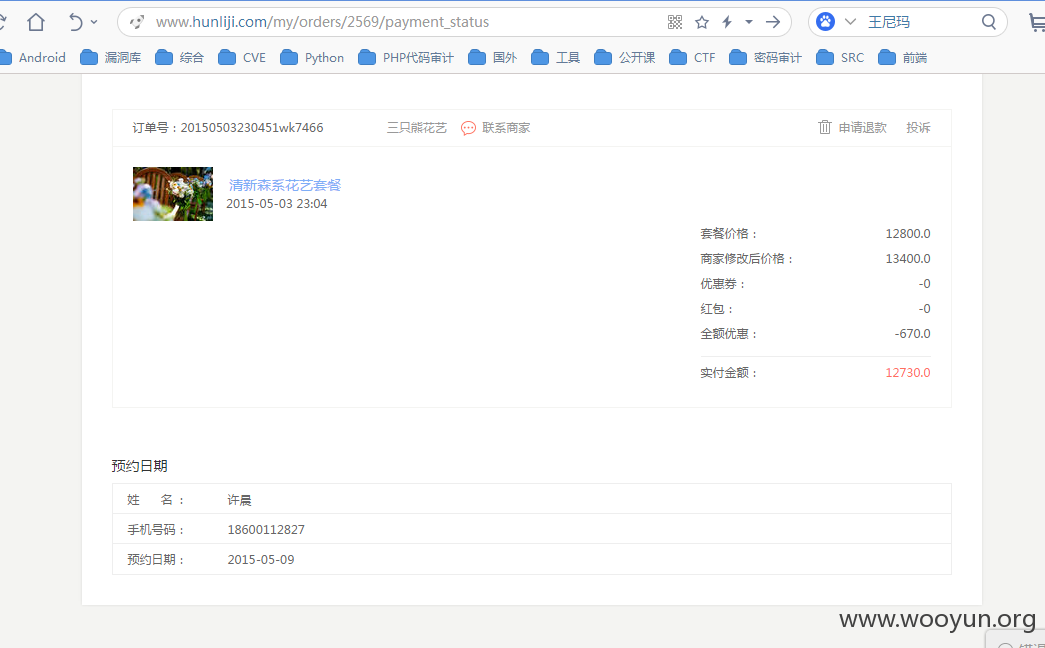 www.hunliji.com/my/orders/2569/payment_status
王尼玛
Android 漏洞库 综合 CVE Python PHP代码审计 国外 工具 公开课 CTF 密码审计 SRC 前端
订单号：20150503230451wk7466 三只熊花艺 联系商家 申请退款 投诉
清新森系花艺套餐
2015-05-03 23:04
套餐价格： 12800.0
商家修改后价格： 13400.0
优惠券： -0
红包： -0
全额优惠： -670.0
实付金额： 12730.0
预约日期
姓 名： 许晨
手机号码： 18600112827
预约日期： 2015-05-09
www.wooyun.org